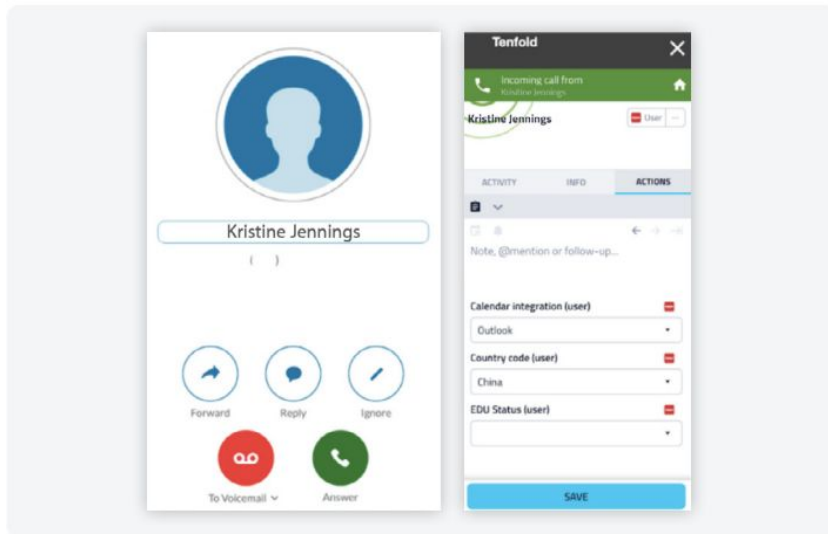 Kristine Jennings
( )
Forward
Reply
Ignore
To Voicemail
Answer
Tenfold
Incoming call from
Kristine Jennings
Kristine Jennings
User
ACTIVITY
INFO
ACTIONS
Note, @mention or follow-up...
Calendar integration (user)
Outlook
Country code (user)
China
EDU Status (user)
SAVE